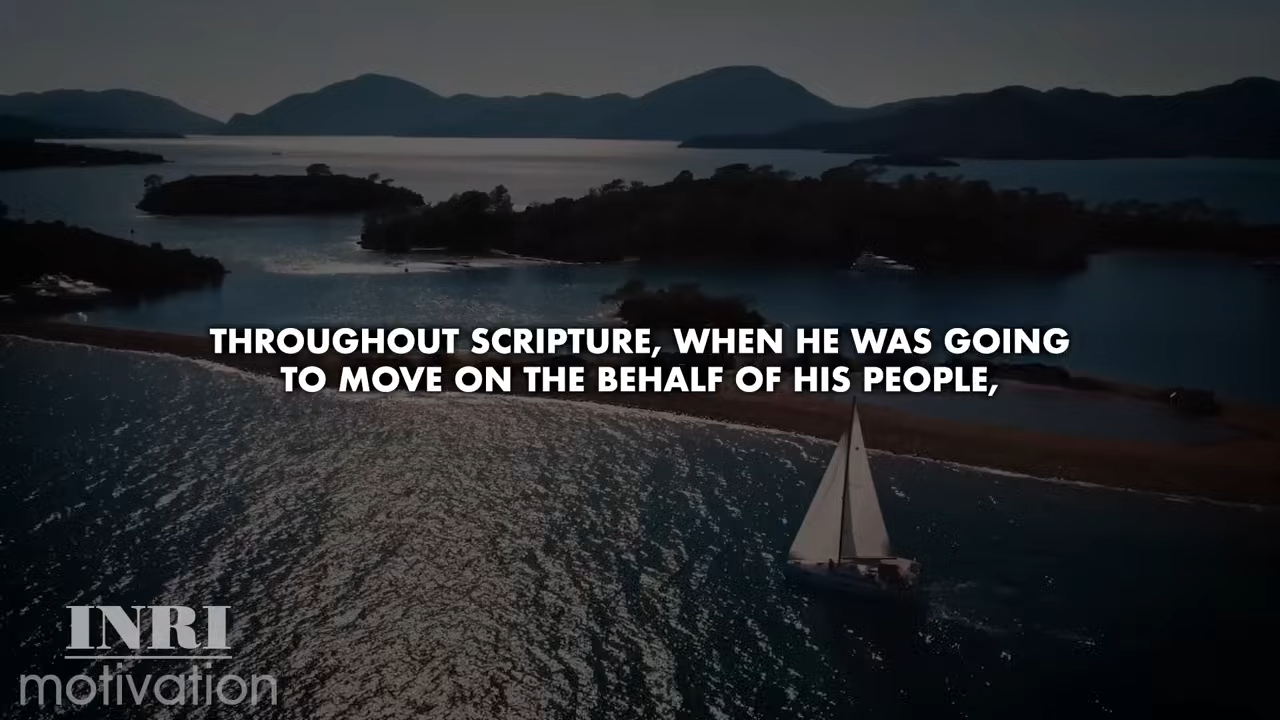 THROUGHOUT SCRIPTURE, WHEN HE WAS GOING
TO MOVE ON THE BEHALF OF HIS PEOPLE,
INRI
motivation